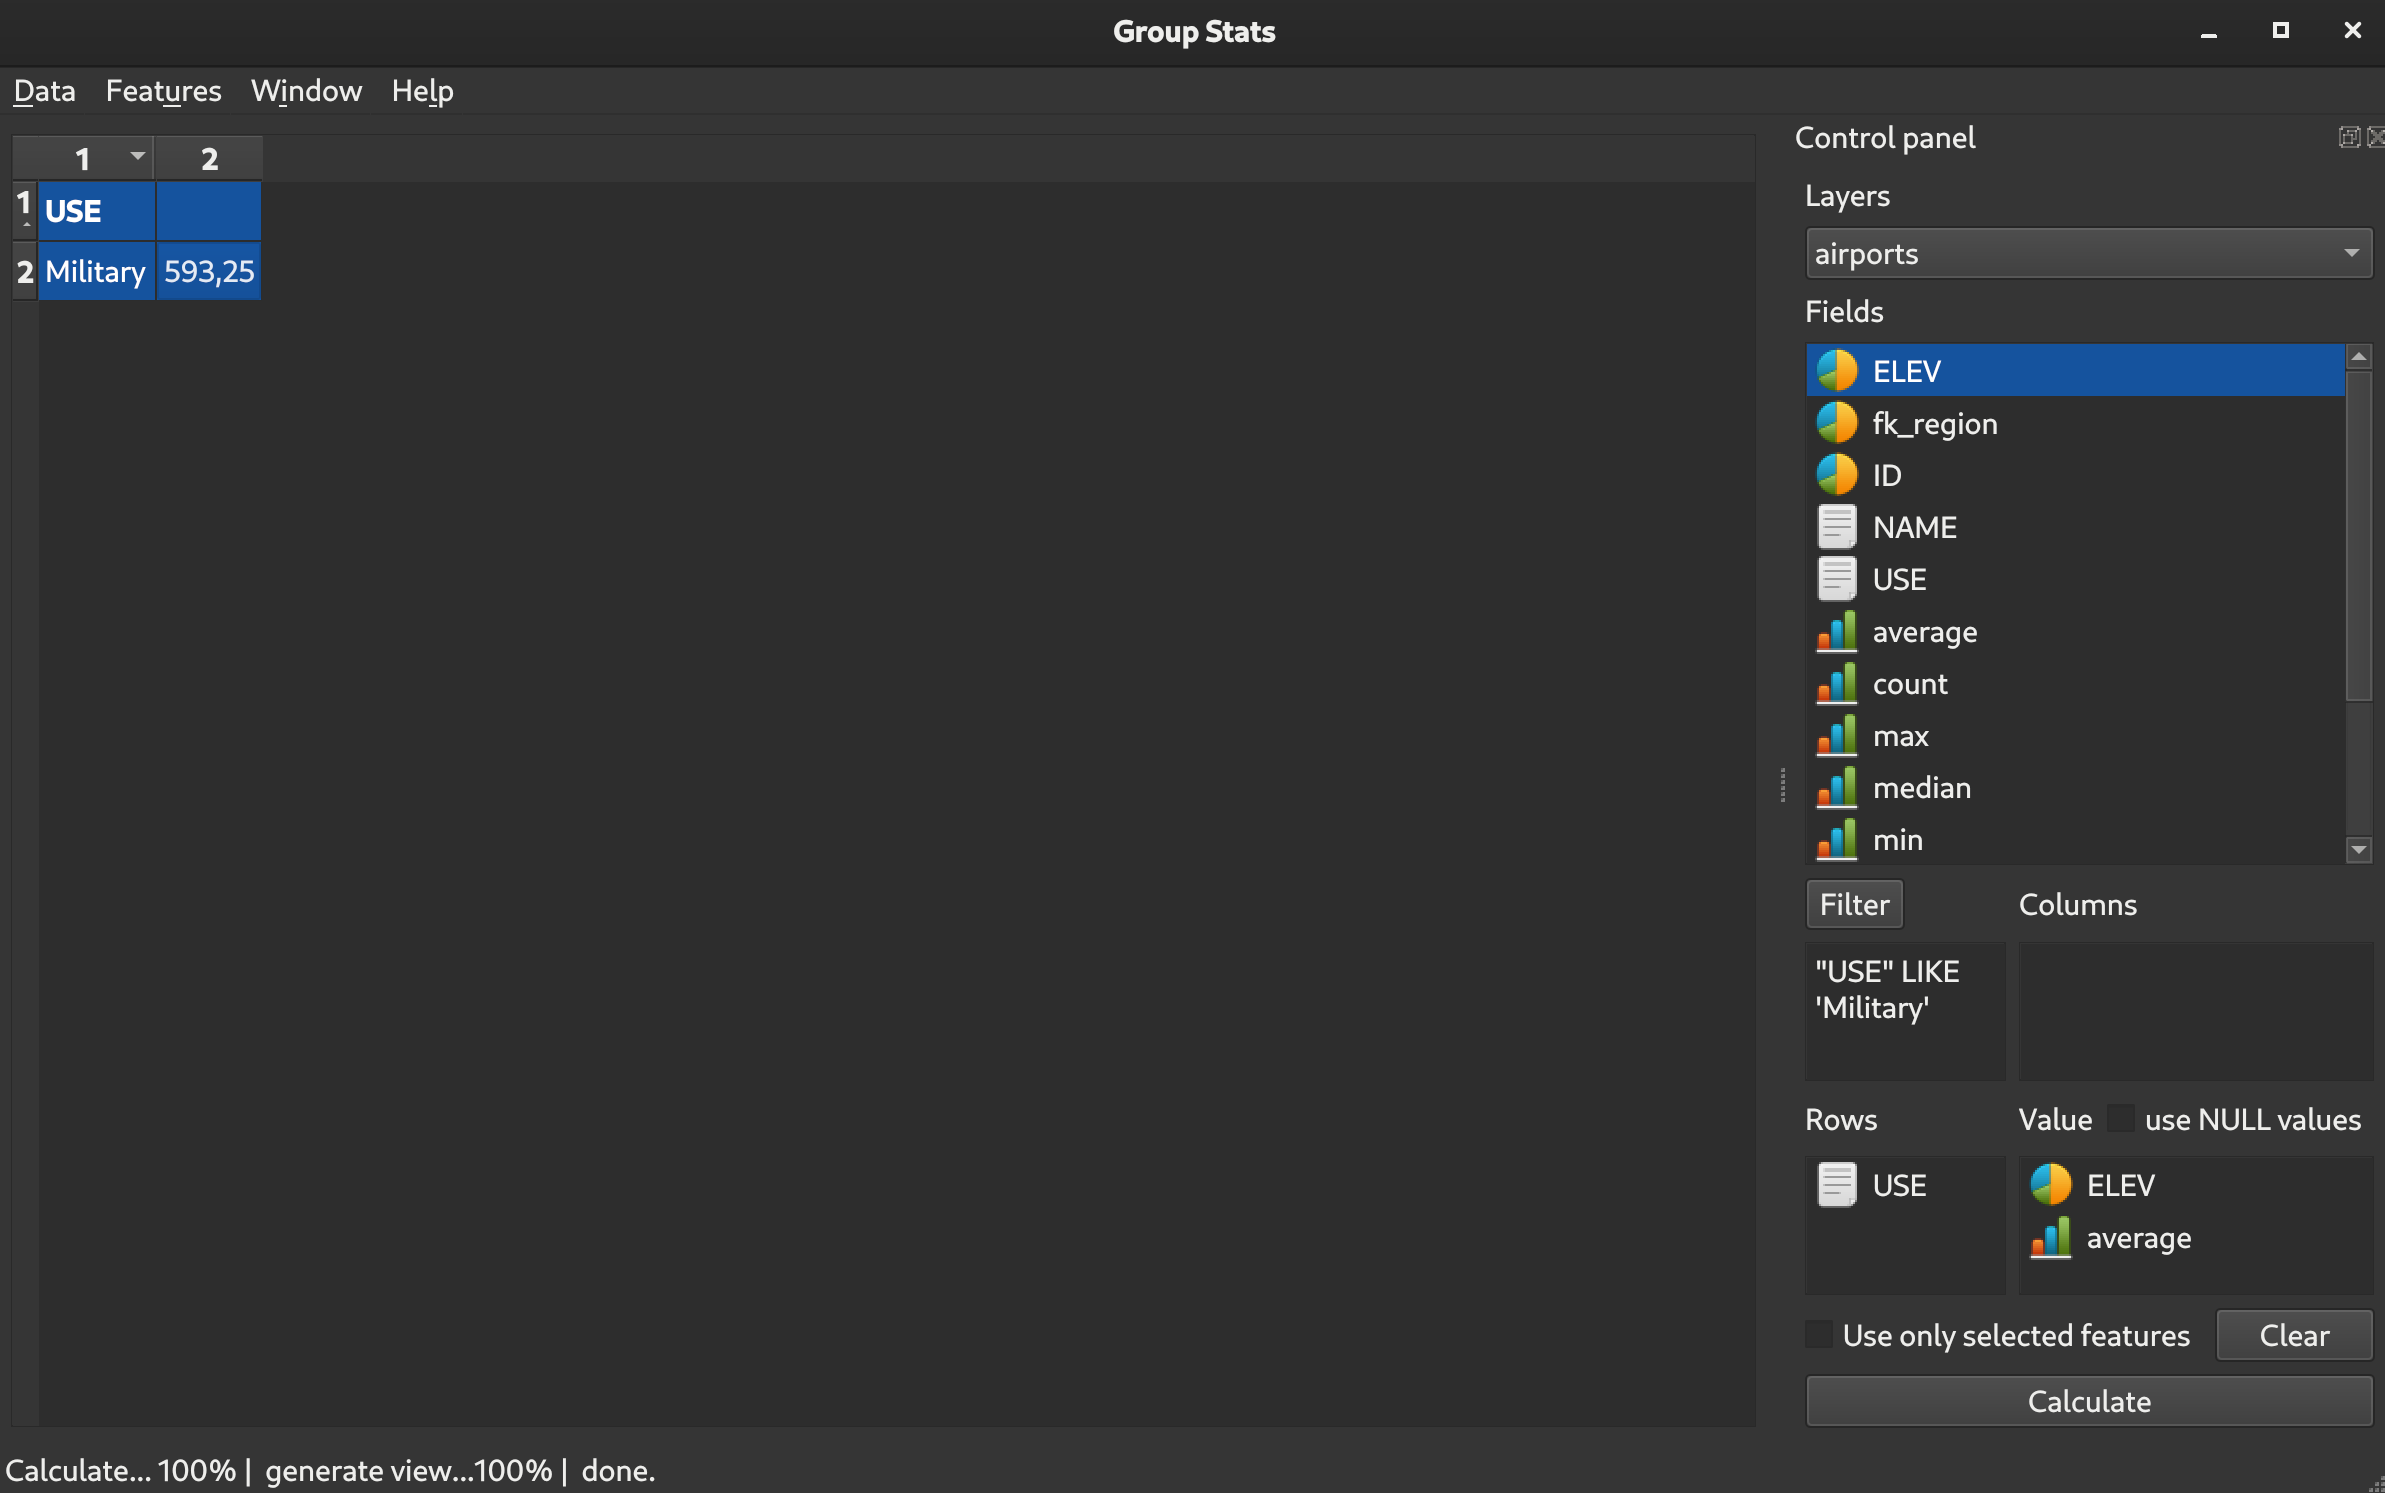 Group Stats
Data Features Window Help
1 2
1 USE
2 Military 593,25
Control panel
Layers
airports
Fields
ELEV
fk_region
ID
NAME
USE
average
count
max
median
min
Filter Columns
"USE" LIKE
'Military'
Rows Value use NULL values
USE ELEV
average
Use only selected features Clear
Calculate
Calculate... 100% | generate view...100% | done.